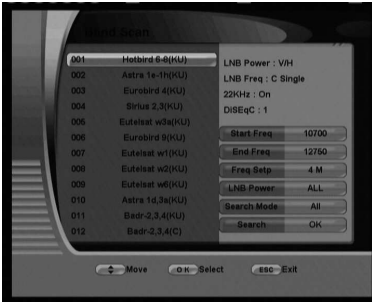 Blind Scan
001 Hotbird 6-8(KU)
002 Astra 1e-1h(KU)
003 Eurobird 4(KU)
004 Sirius 2,3(KU)
005 Eutelsat w3a(KU)
006 Eurobird 9(KU)
007 Eutelsat w1(KU)
008 Eutelsat w2(KU)
009 Eutelsat w6(KU)
010 Astra 1d,3a(KU)
011 Badr-2,3,4(KU)
012 Badr-2,3,4(C)
LNB Power : V/H
LNB Freq : C Single
22KHz : On
DiSEqC : 1
Start Freq 10700
End Freq 12750
Freq Setp 4 M
LNB Power ALL
Search Mode All
Search OK
Move OK Select ESC Exit